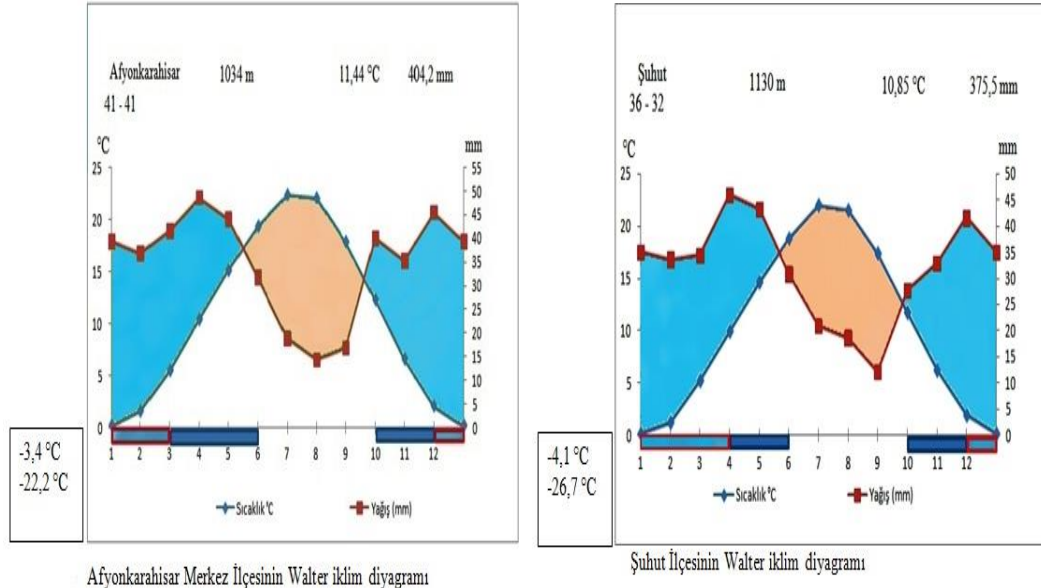 Afyonkarahisar 1034 m 11,44 °C 404,2 mm
41 - 41
°C mm
25 20 15 10 5 0
55 50 45 40 35 30 25 20 15 10 5 0
1 2 3 4 5 6 7 8 9 10 11 12
-3,4 °C
-22,2 °C
Sıcaklık °C Yağış (mm)
Afyonkarahisar Merkez İlçesinin Walter iklim diyagramı
Şuhut 1130 m 10,85 °C 375,5 mm
36 - 32
°C mm
25 20 15 10 5 0
50 45 40 35 30 25 20 15 10 5 0
1 2 3 4 5 6 7 8 9 10 11 12
-4,1 °C
-26,7 °C
Sıcaklık °C Yağış (mm)
Şuhut İlçesinin Walter iklim diyagramı